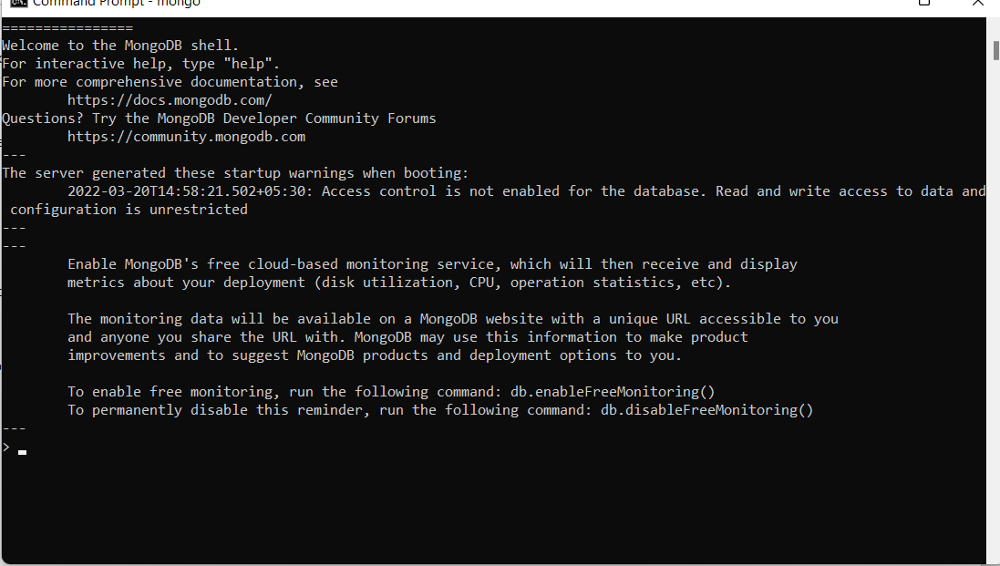 Command Prompt - mongo
================
Welcome to the MongoDB shell.
For interactive help, type "help".
For more comprehensive documentation, see
https://docs.mongodb.com/
Questions? Try the MongoDB Developer Community Forums
https://community.mongodb.com
---
The server generated these startup warnings when booting:
2022-03-20T14:58:21.502+05:30: Access control is not enabled for the database. Read and write access to data and
configuration is unrestricted
---
---
Enable MongoDB's free cloud-based monitoring service, which will then receive and display
metrics about your deployment (disk utilization, CPU, operation statistics, etc).
The monitoring data will be available on a MongoDB website with a unique URL accessible to you
and anyone you share the URL with. MongoDB may use this information to make product
improvements and to suggest MongoDB products and deployment options to you.
To enable free monitoring, run the following command: db.enableFreeMonitoring()
To permanently disable this reminder, run the following command: db.disableFreeMonitoring()
---
>